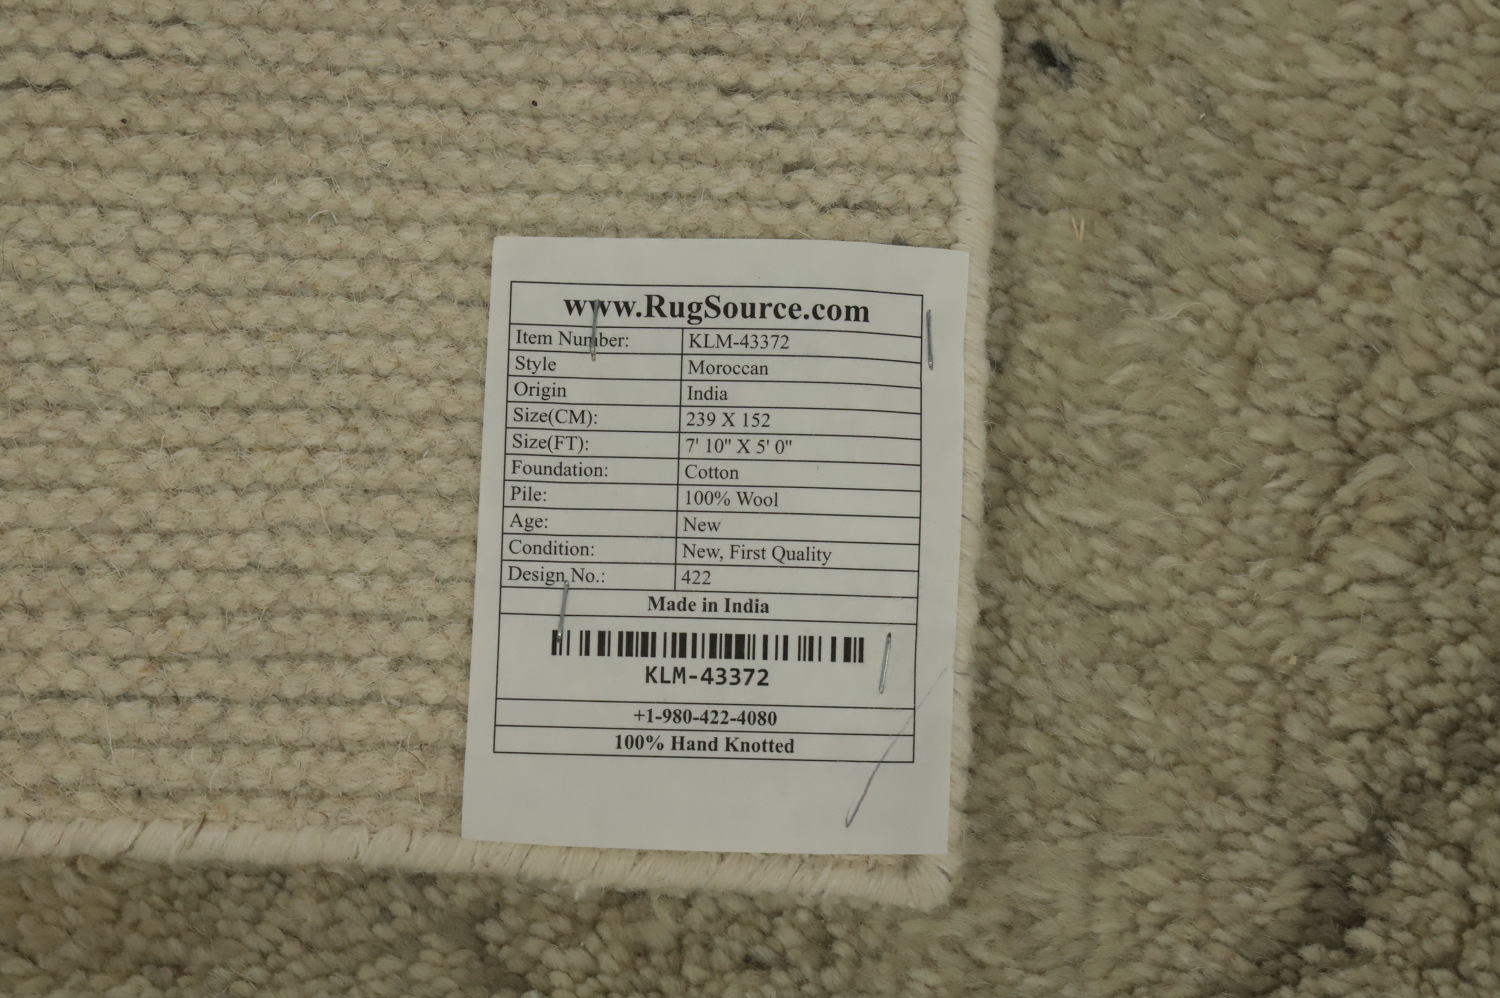 www.RugSource.com
Item Number: KLM-43372
Style Moroccan
Origin India
Size(CM): 239 X 152
Size(FT): 7' 10" X 5' 0"
Foundation: Cotton
Pile: 100% Wool
Age: New
Condition: New, First Quality
Design No.: 422
Made in India
KLM-43372
+1-980-422-4080
100% Hand Knotted